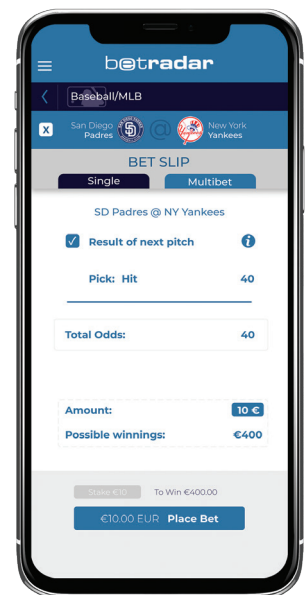 betradar
Baseball/MLB
X San Diego Padres @ New York Yankees
BET SLIP
Single Multibet
SD Padres @ NY Yankees
Result of next pitch i
Pick: Hit 40
Total Odds: 40
Amount: 10 €
Possible winnings: €400
Stake €10 To Win €400.00
€10.00 EUR Place Bet